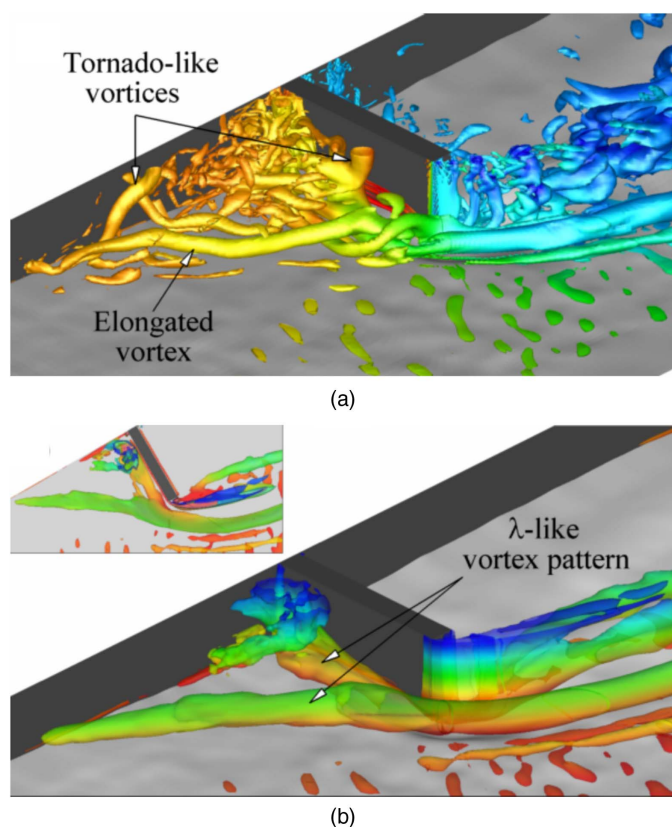 Tornado-like
vortices
Elongated
vortex
(a)
λ-like
vortex pattern
(b)